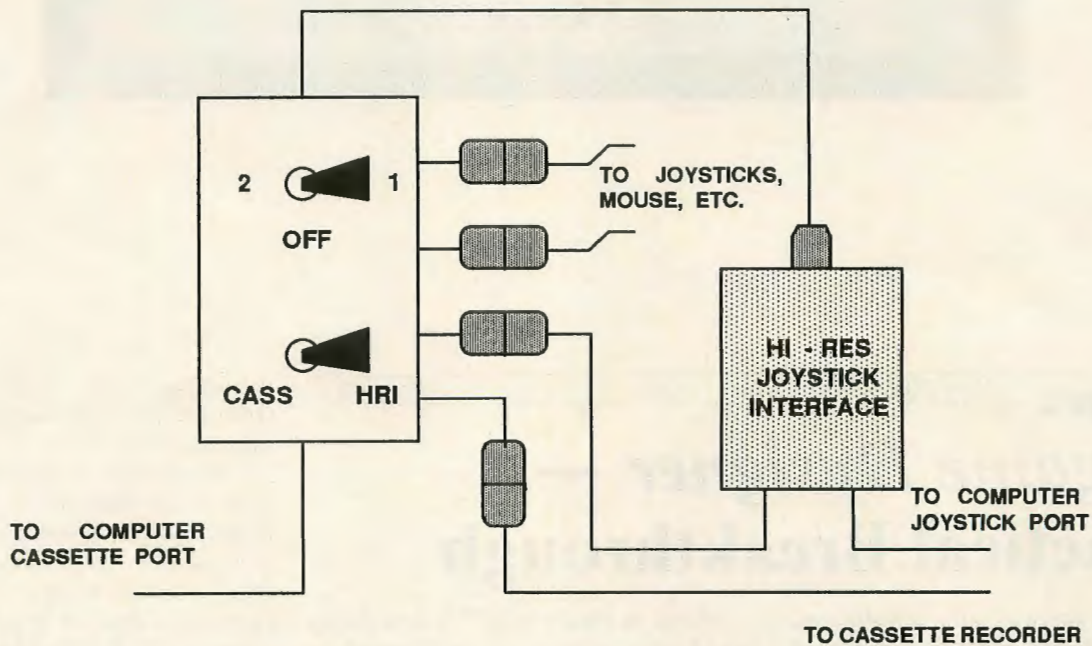 2 1
OFF
CASS HRI
TO JOYSTICKS,
MOUSE, ETC.
HI - RES
JOYSTICK
INTERFACE
TO COMPUTER
JOYSTICK PORT
TO COMPUTER
CASSETTE PORT
TO CASSETTE RECORDER